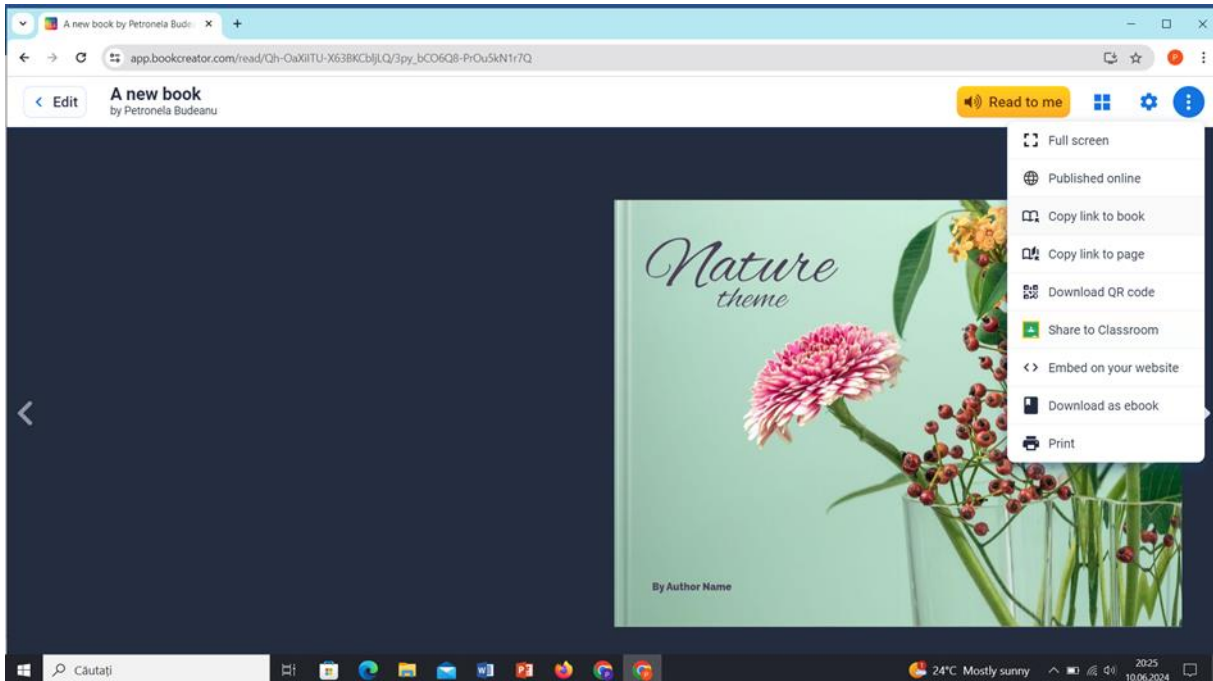 A new book by Petronela Bude
app.bookcreator.com/read/Qh-OaXiITU-X63BKCbljLQ/3py_bCO6Q8-PrOu5kN1r7Q
P
Edit
A new book
by Petronela Budeanu
Read to me
Full screen
Published online
Copy link to book
Copy link to page
Download QR code
Share to Classroom
Embed on your website
Download as ebook
Print
Nature
theme
By Author Name
Căutați
24°C Mostly sunny
20:25
10.06.2024